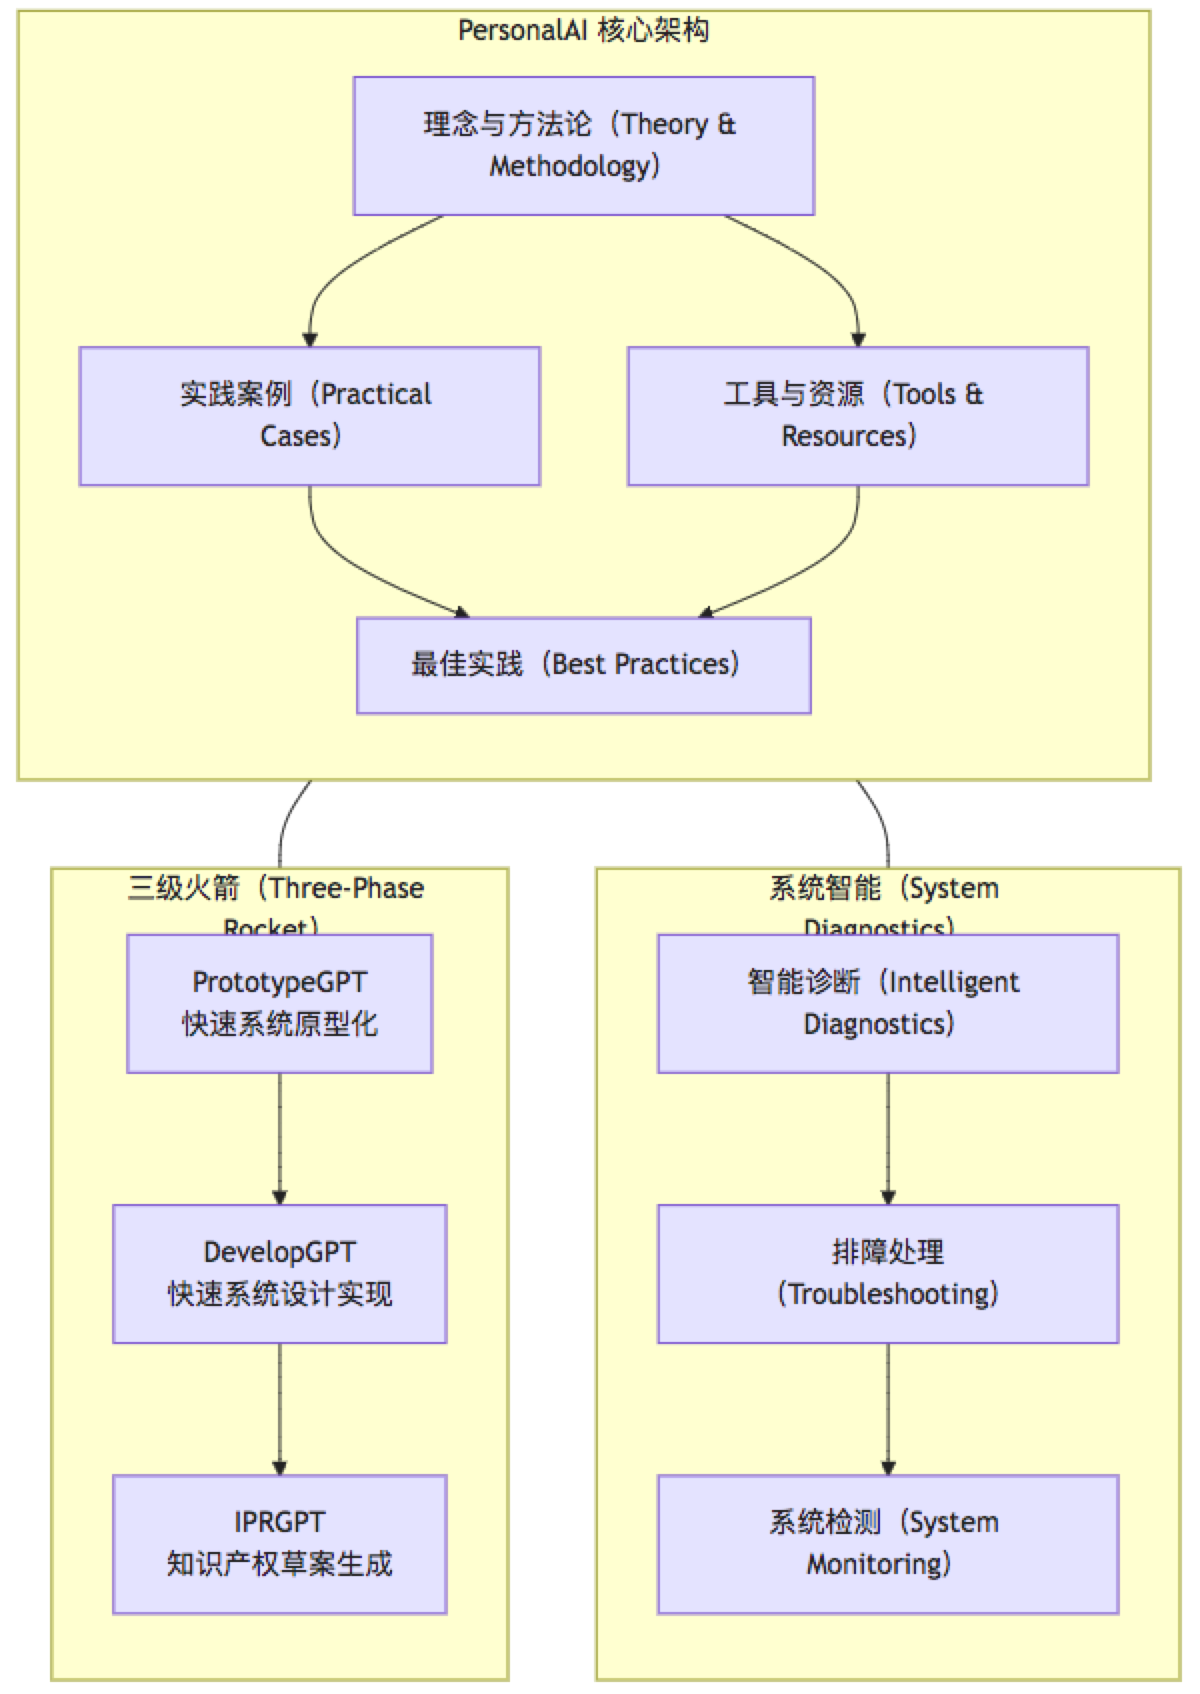 PersonalAI 核心架构
理念与方法论（Theory &
Methodology）
实践案例（Practical
Cases）
工具与资源（Tools &
Resources）
最佳实践（Best Practices）
三级火箭（Three-Phase
Rocket）
PrototypeGPT
快速系统原型化
DevelopGPT
快速系统设计实现
IPRGPT
知识产权草案生成
系统智能（System
Diagnostics）
智能诊断（Intelligent
Diagnostics）
排障处理
（Troubleshooting）
系统检测（System
Monitoring）